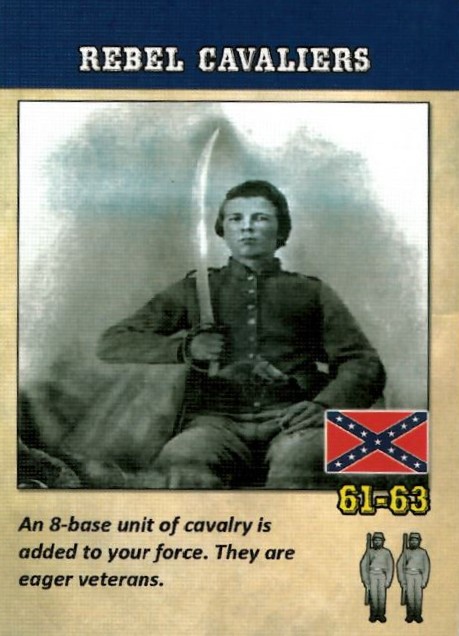 REBEL CAVALIERS
61-63
An 8-base unit of cavalry is
added to your force. They are
eager veterans.